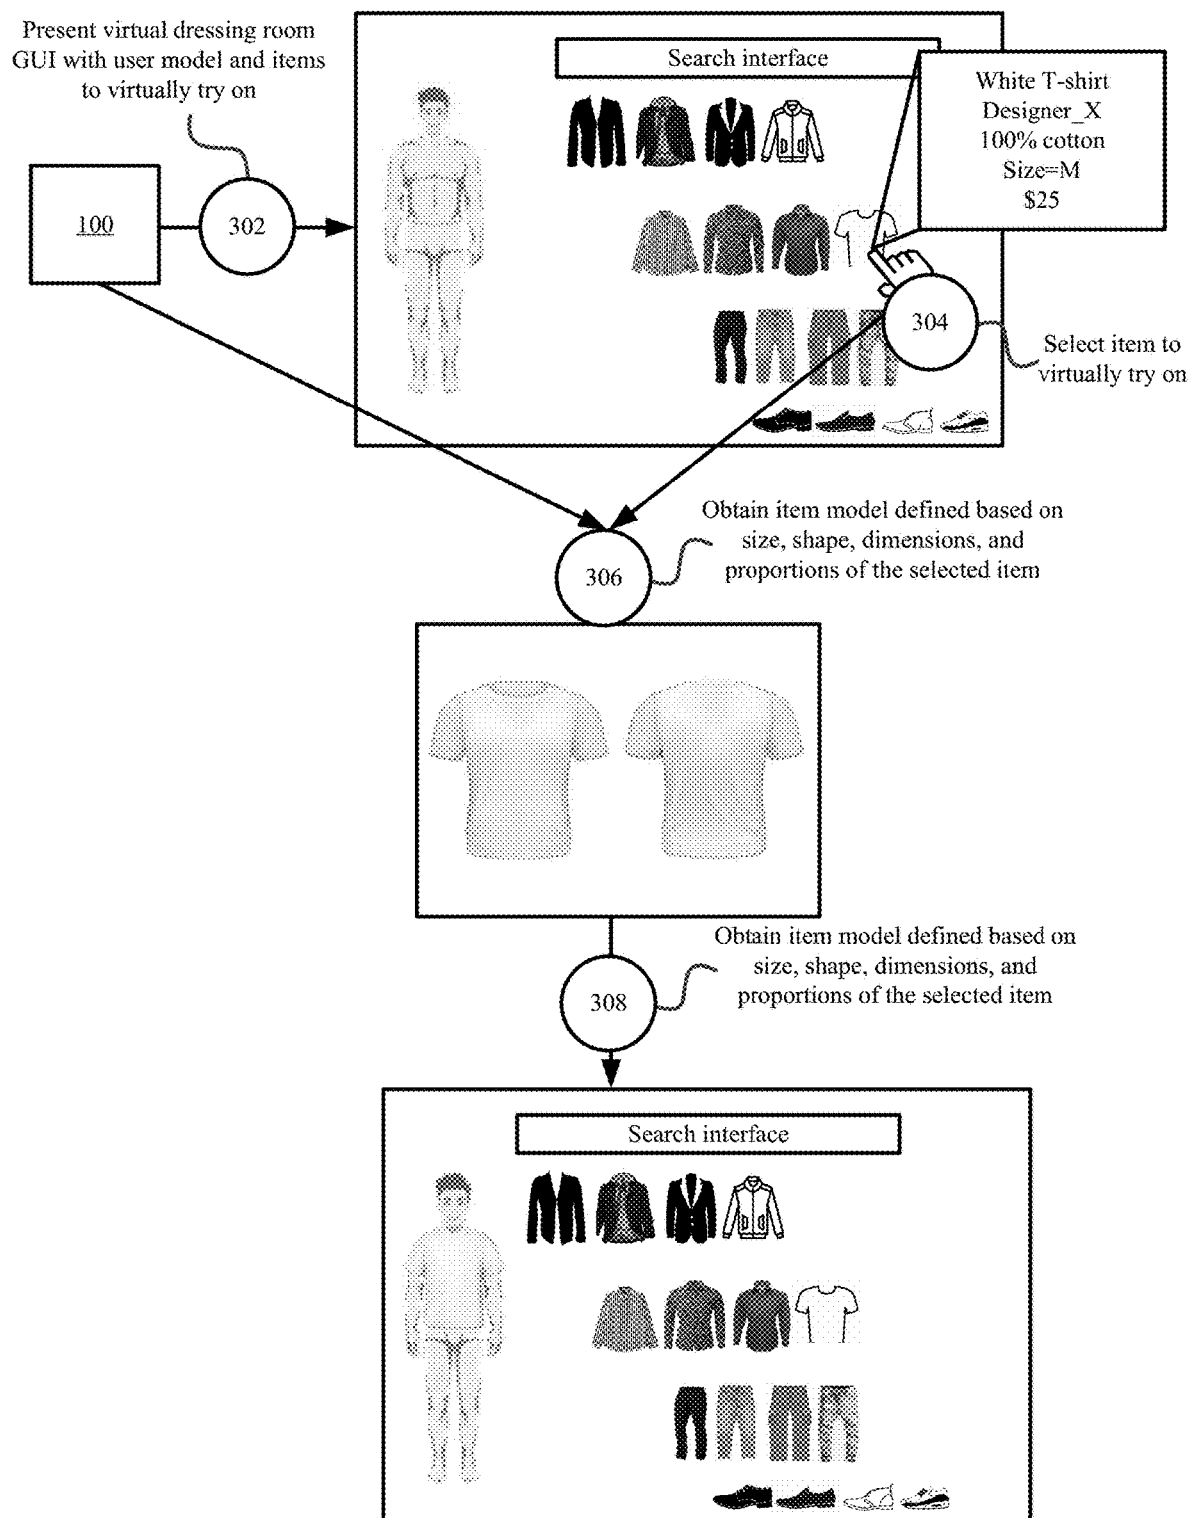 Present virtual dressing room
GUI with user model and items
to virtually try on
100
302
Search interface
White T-shirt
Designer_X
100% cotton
Size=M
$25
304
Select item to
virtually try on
306
Obtain item model defined based on
size, shape, dimensions, and
proportions of the selected item
308
Obtain item model defined based on
size, shape, dimensions, and
proportions of the selected item
Search interface